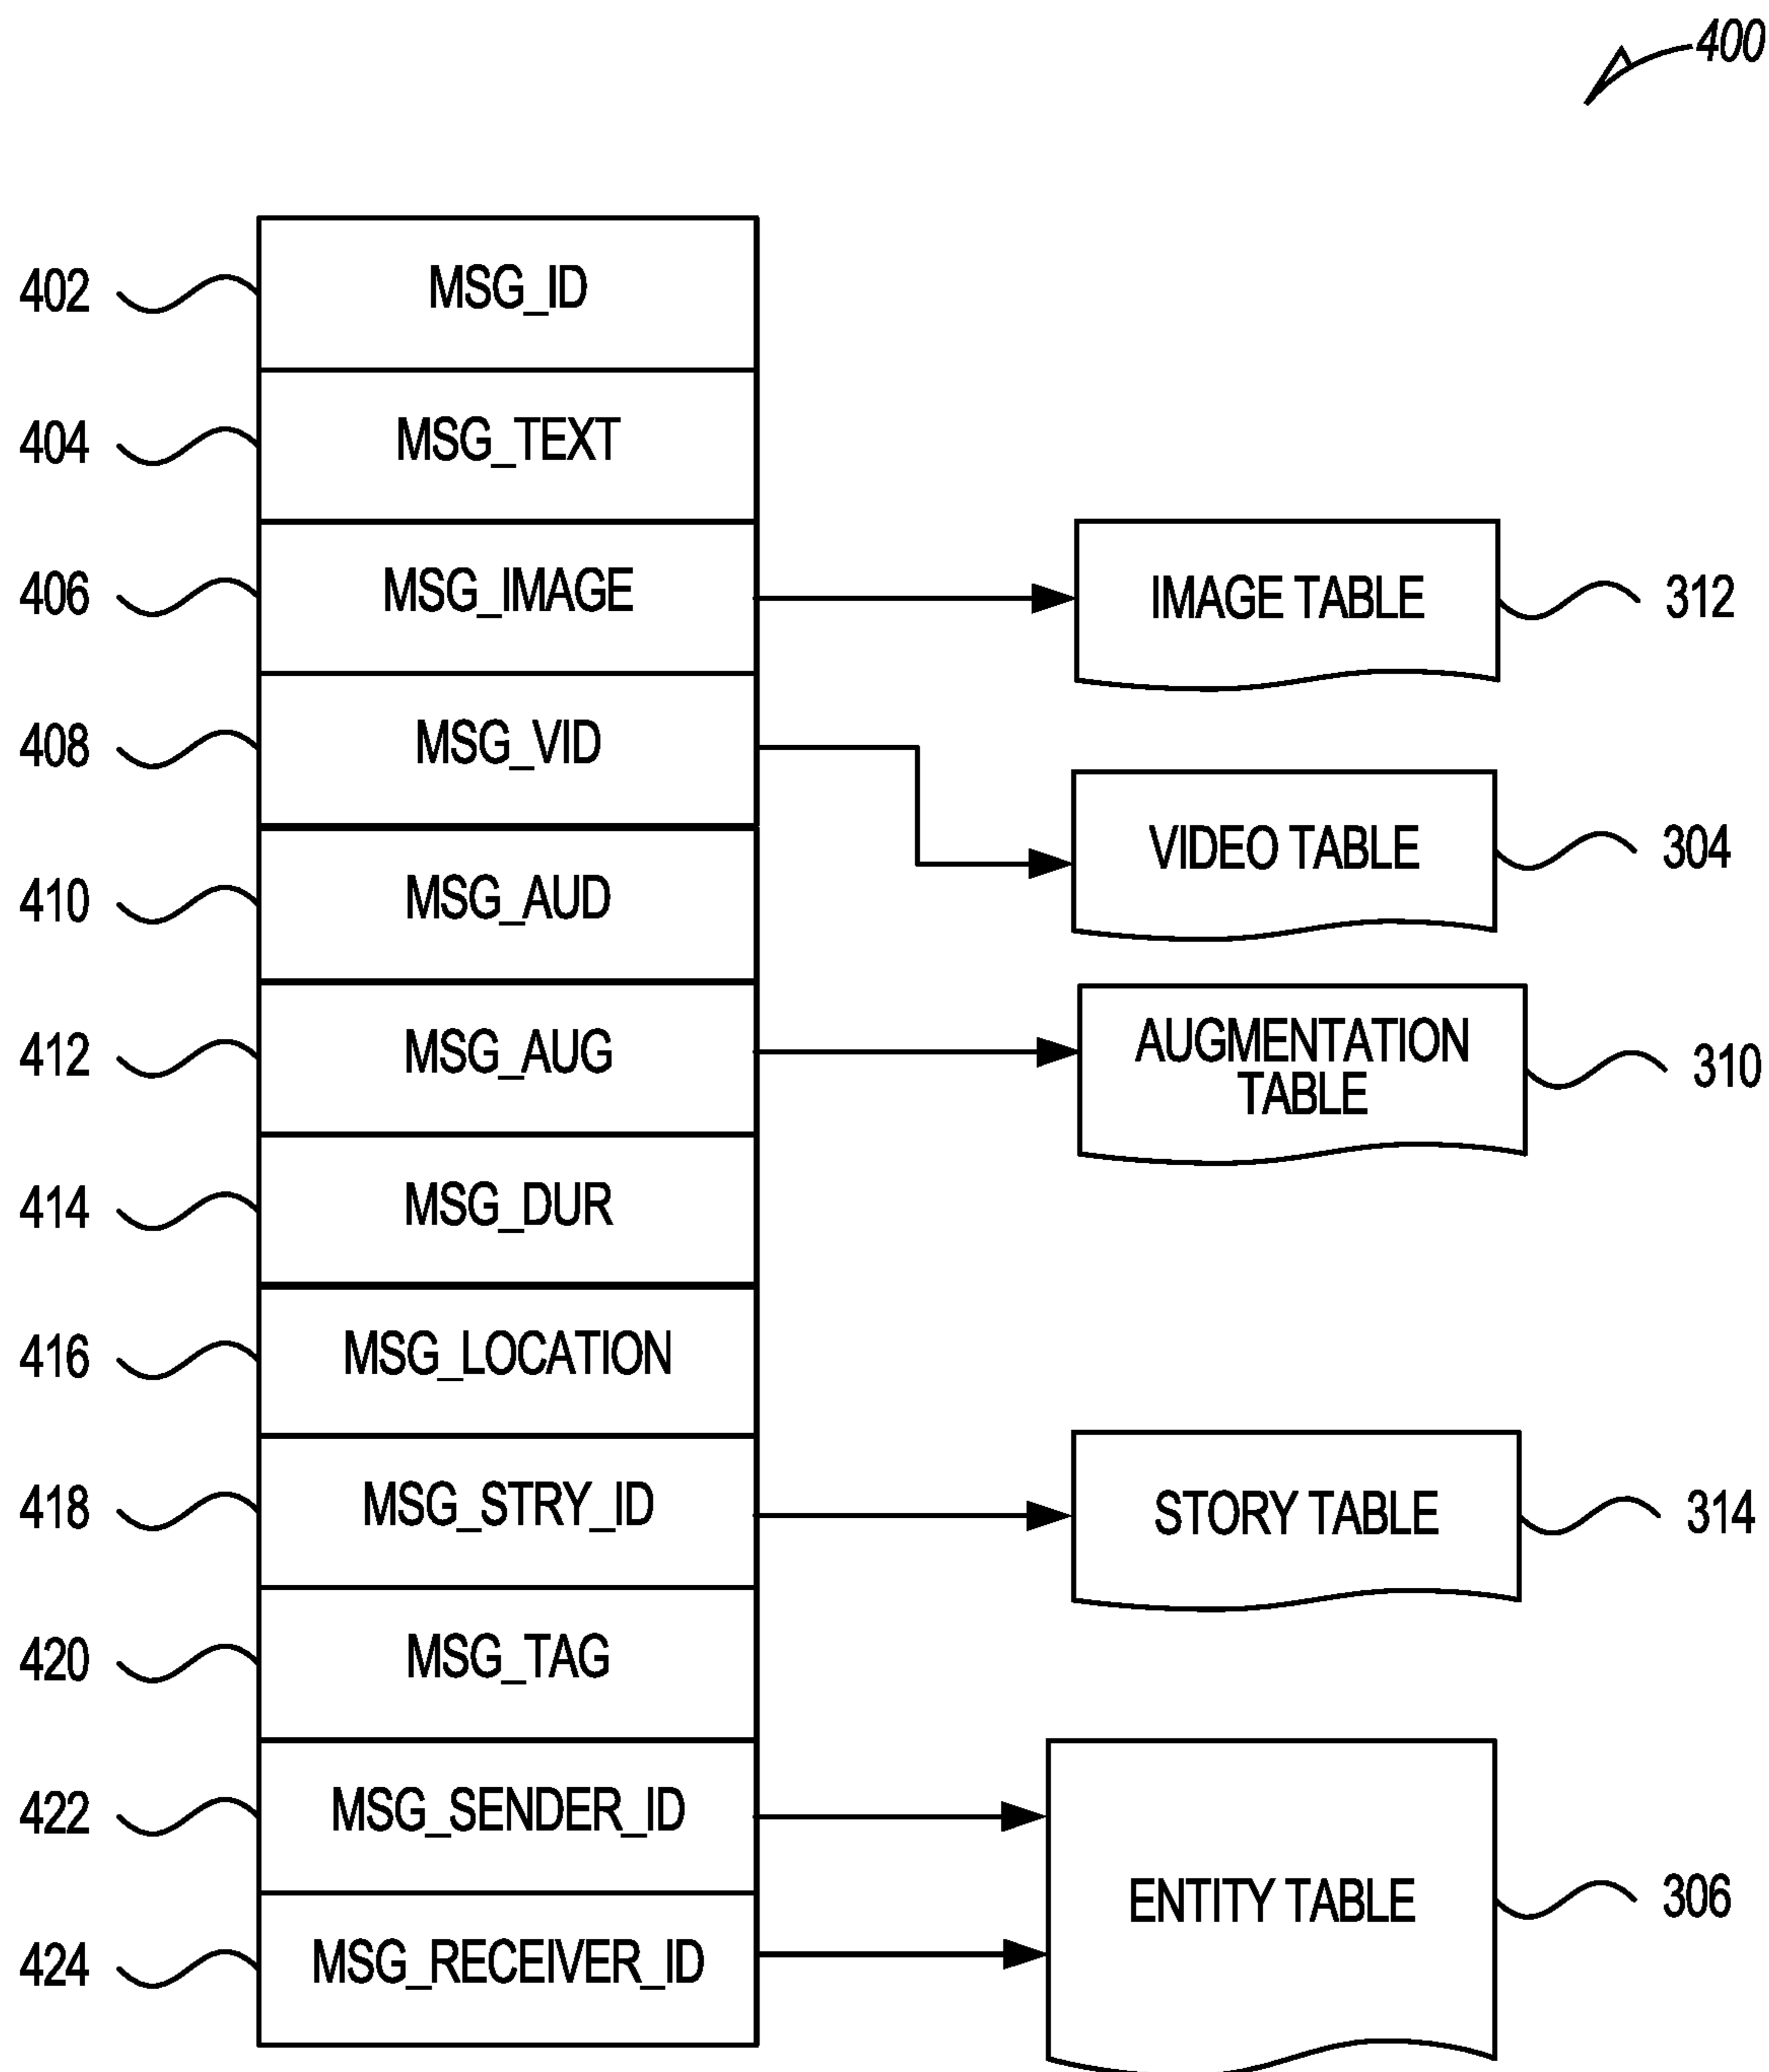 400
402 MSG_ID
404 MSG_TEXT
406 MSG_IMAGE IMAGE TABLE 312
408 MSG_VID VIDEO TABLE 304
410 MSG_AUD
412 MSG_AUG AUGMENTATION
TABLE 310
414 MSG_DUR
416 MSG_LOCATION
418 MSG_STRY_ID STORY TABLE 314
420 MSG_TAG
422 MSG_SENDER_ID
ENTITY TABLE 306
424 MSG_RECEIVER_ID